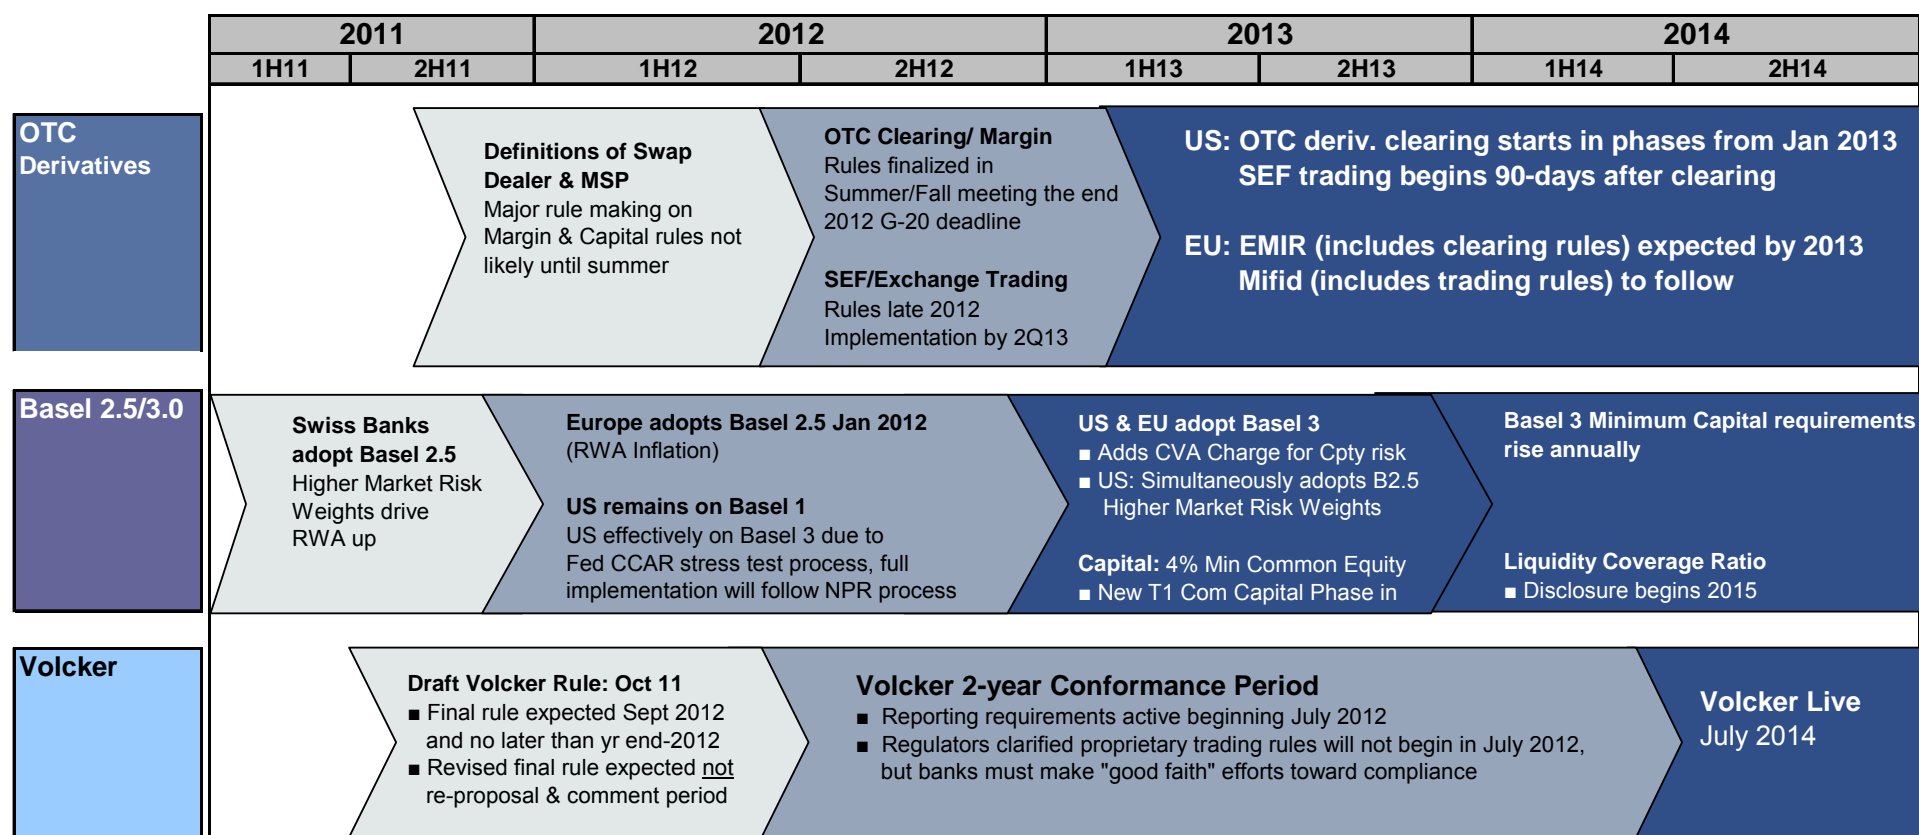 2011 2012 2013 2014
1H11 2H11 1H12 2H12 1H13 2H13 1H14 2H14
OTC
Derivatives
Definitions of Swap
Dealer & MSP
Major rule making on
Margin & Capital rules not
likely until summer
OTC Clearing/ Margin
Rules finalized in
Summer/Fall meeting the end
2012 G-20 deadline
SEF/Exchange Trading
Rules late 2012
Implementation by 2Q13
US: OTC deriv. clearing starts in phases from Jan 2013
SEF trading begins 90-days after clearing
EU: EMIR (includes clearing rules) expected by 2013
Mifid (includes trading rules) to follow
Basel 2.5/3.0
Swiss Banks
adopt Basel 2.5
Higher Market Risk
Weights drive
RWA up
Europe adopts Basel 2.5 Jan 2012
(RWA Inflation)
US remains on Basel 1
US effectively on Basel 3 due to
Fed CCAR stress test process, full
implementation will follow NPR process
US & EU adopt Basel 3
■ Adds CVA Charge for Cpty risk
■ US: Simultaneously adopts B2.5
Higher Market Risk Weights
Capital: 4% Min Common Equity
■ New T1 Com Capital Phase in
Basel 3 Minimum Capital requirements
rise annually
Liquidity Coverage Ratio
■ Disclosure begins 2015
Volcker
Draft Volcker Rule: Oct 11
■ Final rule expected Sept 2012
and no later than yr end-2012
■ Revised final rule expected not
re-proposal & comment period
Volcker 2-year Conformance Period
■ Reporting requirements active beginning July 2012
■ Regulators clarified proprietary trading rules will not begin in July 2012,
but banks must make "good faith" efforts toward compliance
Volcker Live
July 2014